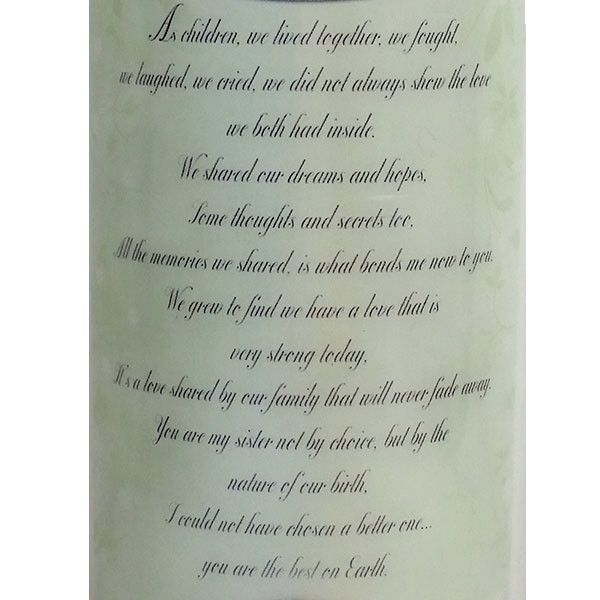 As children, we lived together, we fought,
we laughed, we cried, we did not always show the love
we both had inside.
We shared our dreams and hopes,
Some thoughts and secrets too,
All the memories we shared, is what bonds me now to you.
We grew to find we have a love that is
very strong today,
It's a love shared by our family that will never fade away.
You are my sister not by choice, but by the
nature of our birth,
I could not have chosen a better one...
you are the best on Earth.